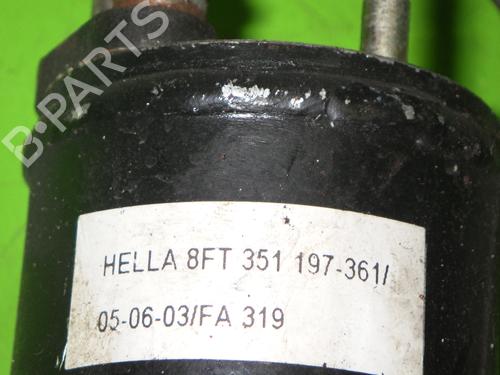 B-PARTS
HELLA 8FT 351 197-361/
05-06-03/FA 319